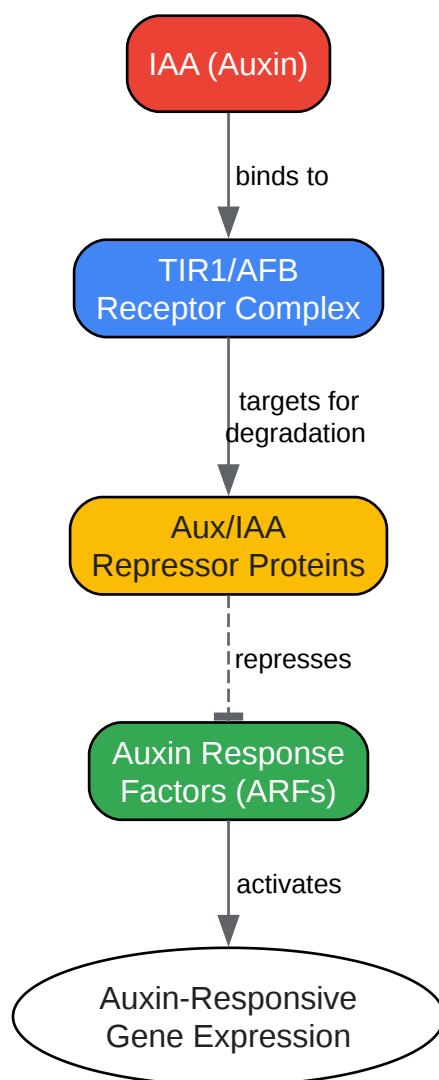 IAA (Auxin)
binds to
TIR1/AFB
Receptor Complex
targets for
degradation
Aux/IAA
Repressor Proteins
represses
Auxin Response
Factors (ARFs)
activates
Auxin-Responsive
Gene Expression